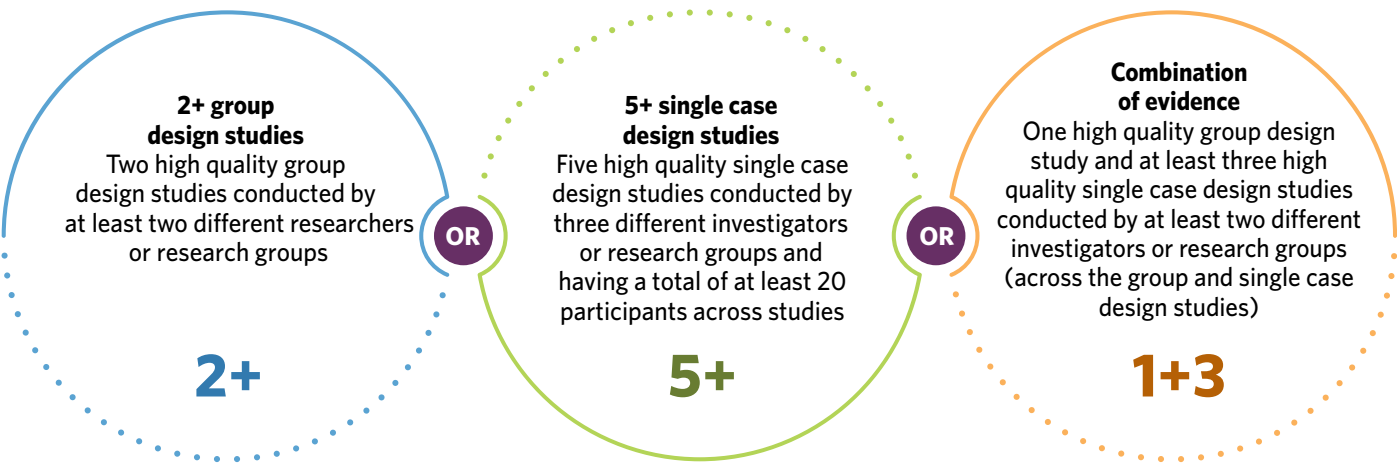 2+ group
design studies
Two high quality group
design studies conducted by
at least two different researchers
or research groups
2+
OR
5+ single case
design studies
Five high quality single case
design studies conducted by
three different investigators
or research groups and
having a total of at least 20
participants across studies
5+
OR
Combination
of evidence
One high quality group design
study and at least three high
quality single case design studies
conducted by at least two different
investigators or research groups
(across the group and single case
design studies)
1+3